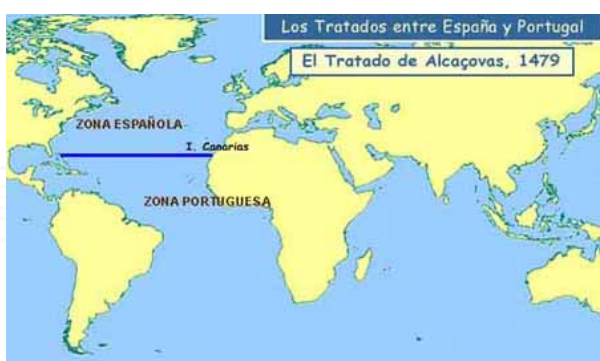 Los Tratados entre España y Portugal
El Tratado de Alcaçovas, 1479
ZONA ESPAÑOLA
I. Canarias
ZONA PORTUGUESA